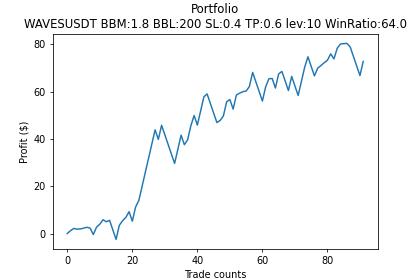 Portfolio
WAVESUSDT BBM:1.8 BBL:200 SL:0.4 TP:0.6 lev:10 WinRatio:64.0
80
60
40
20
0
Profit ($)
0 20 40 60 80
Trade counts